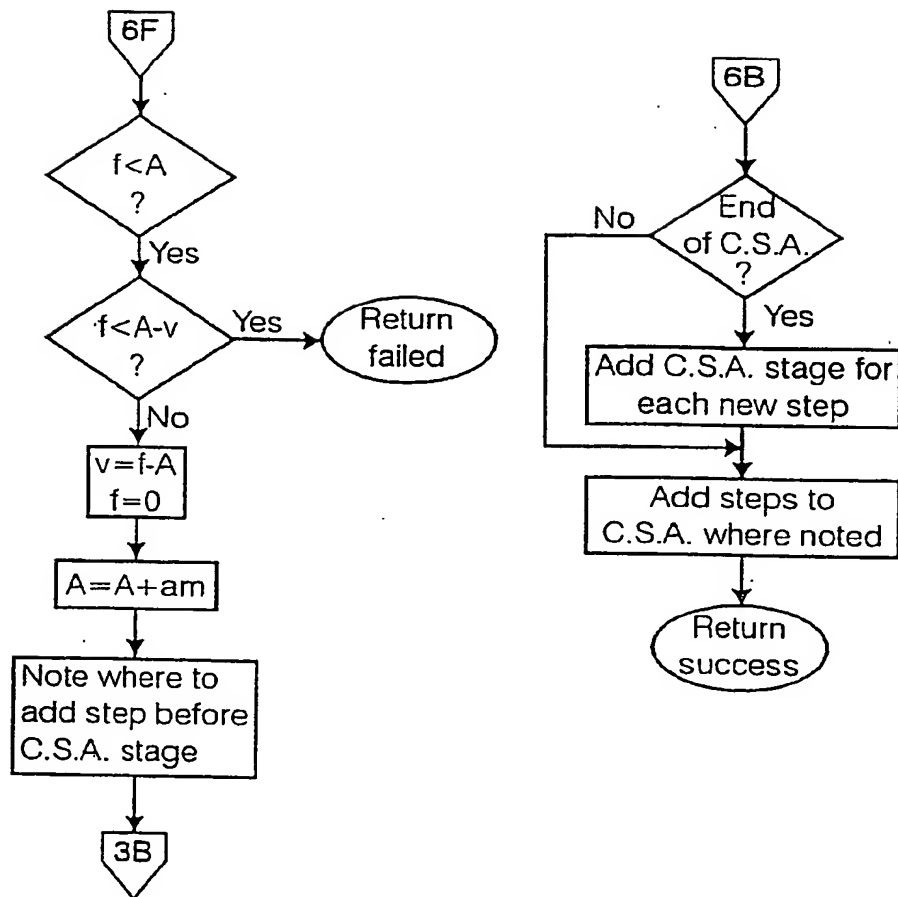 6F
f<A
?
Yes
f<A-v
?
Yes
Return
failed
No
v=f-A
f=0
A=A+am
Note where to
add step before
C.S.A. stage
3B
6B
End
of C.S.A.
?
No
Yes
Add C.S.A. stage for
each new step
Add steps to
C.S.A. where noted
Return
success